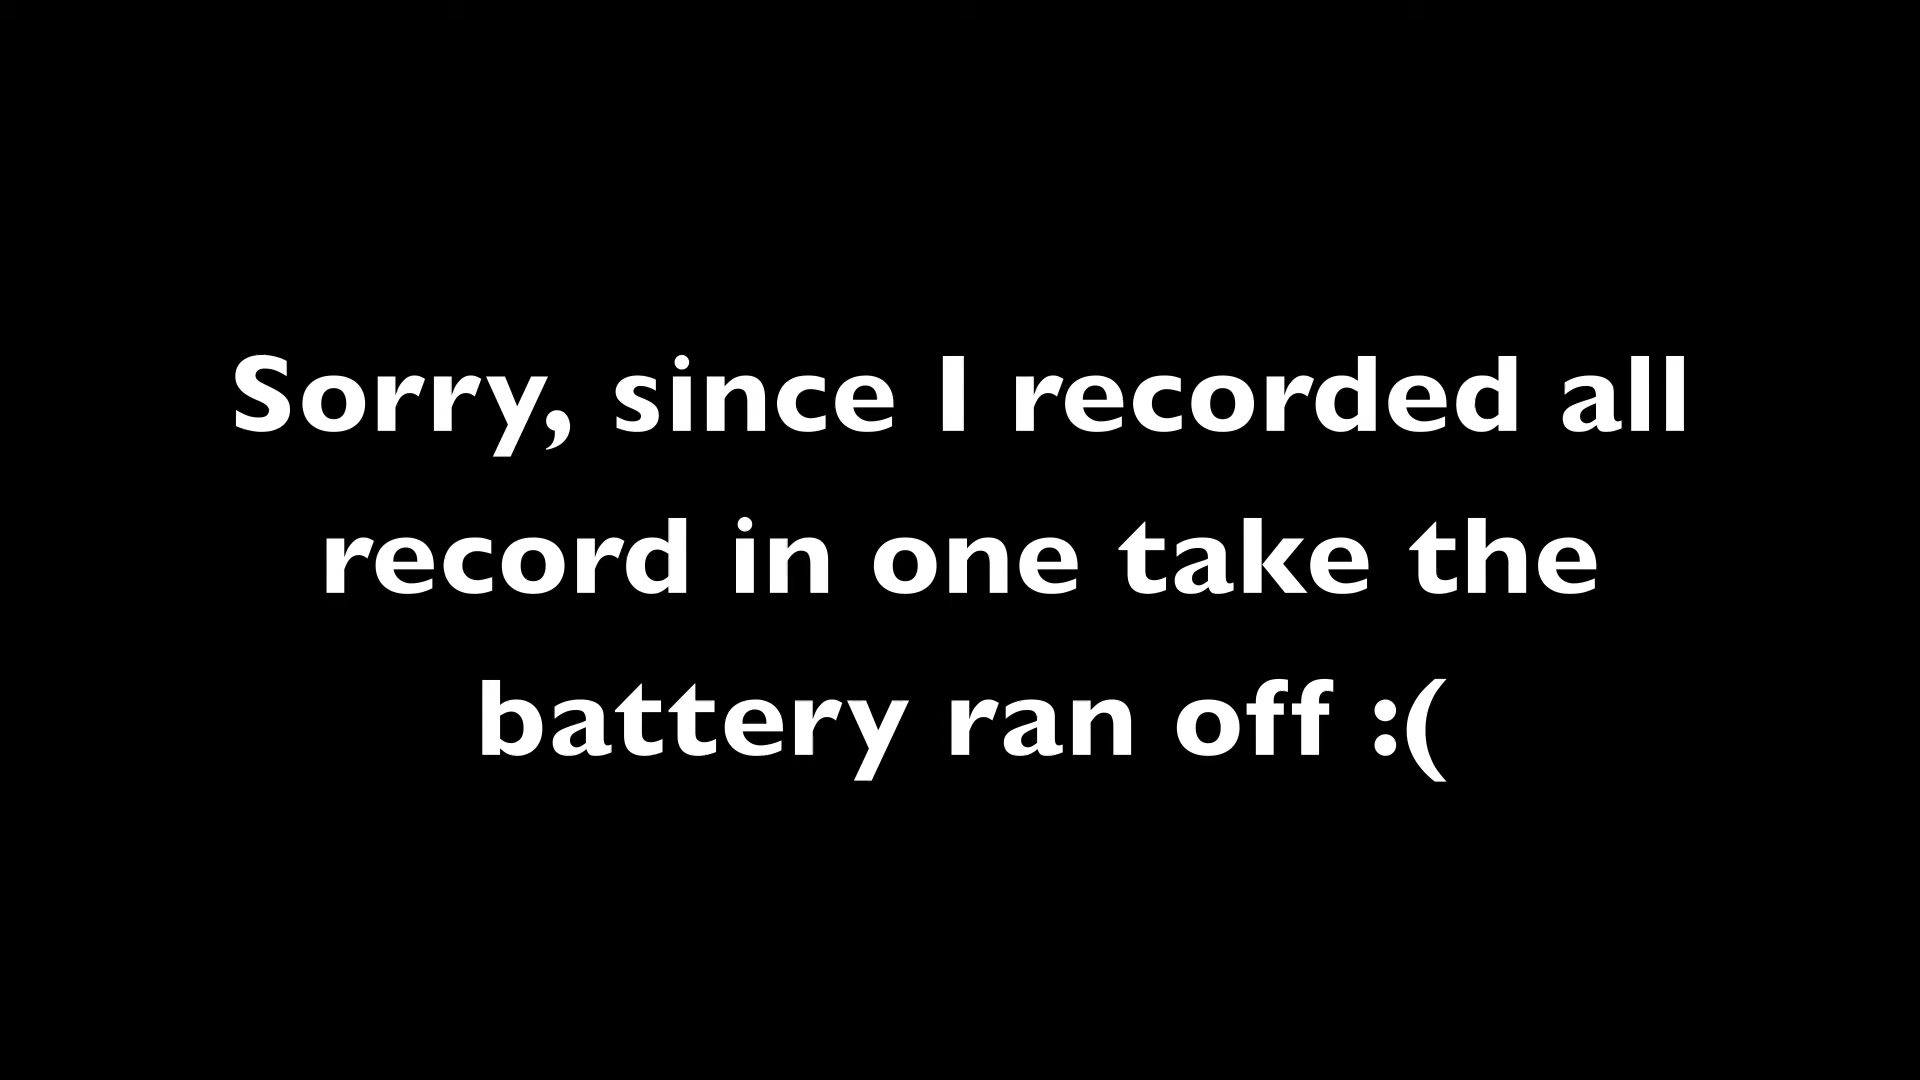 Sorry, since I recorded all
record in one take the
battery ran off :(